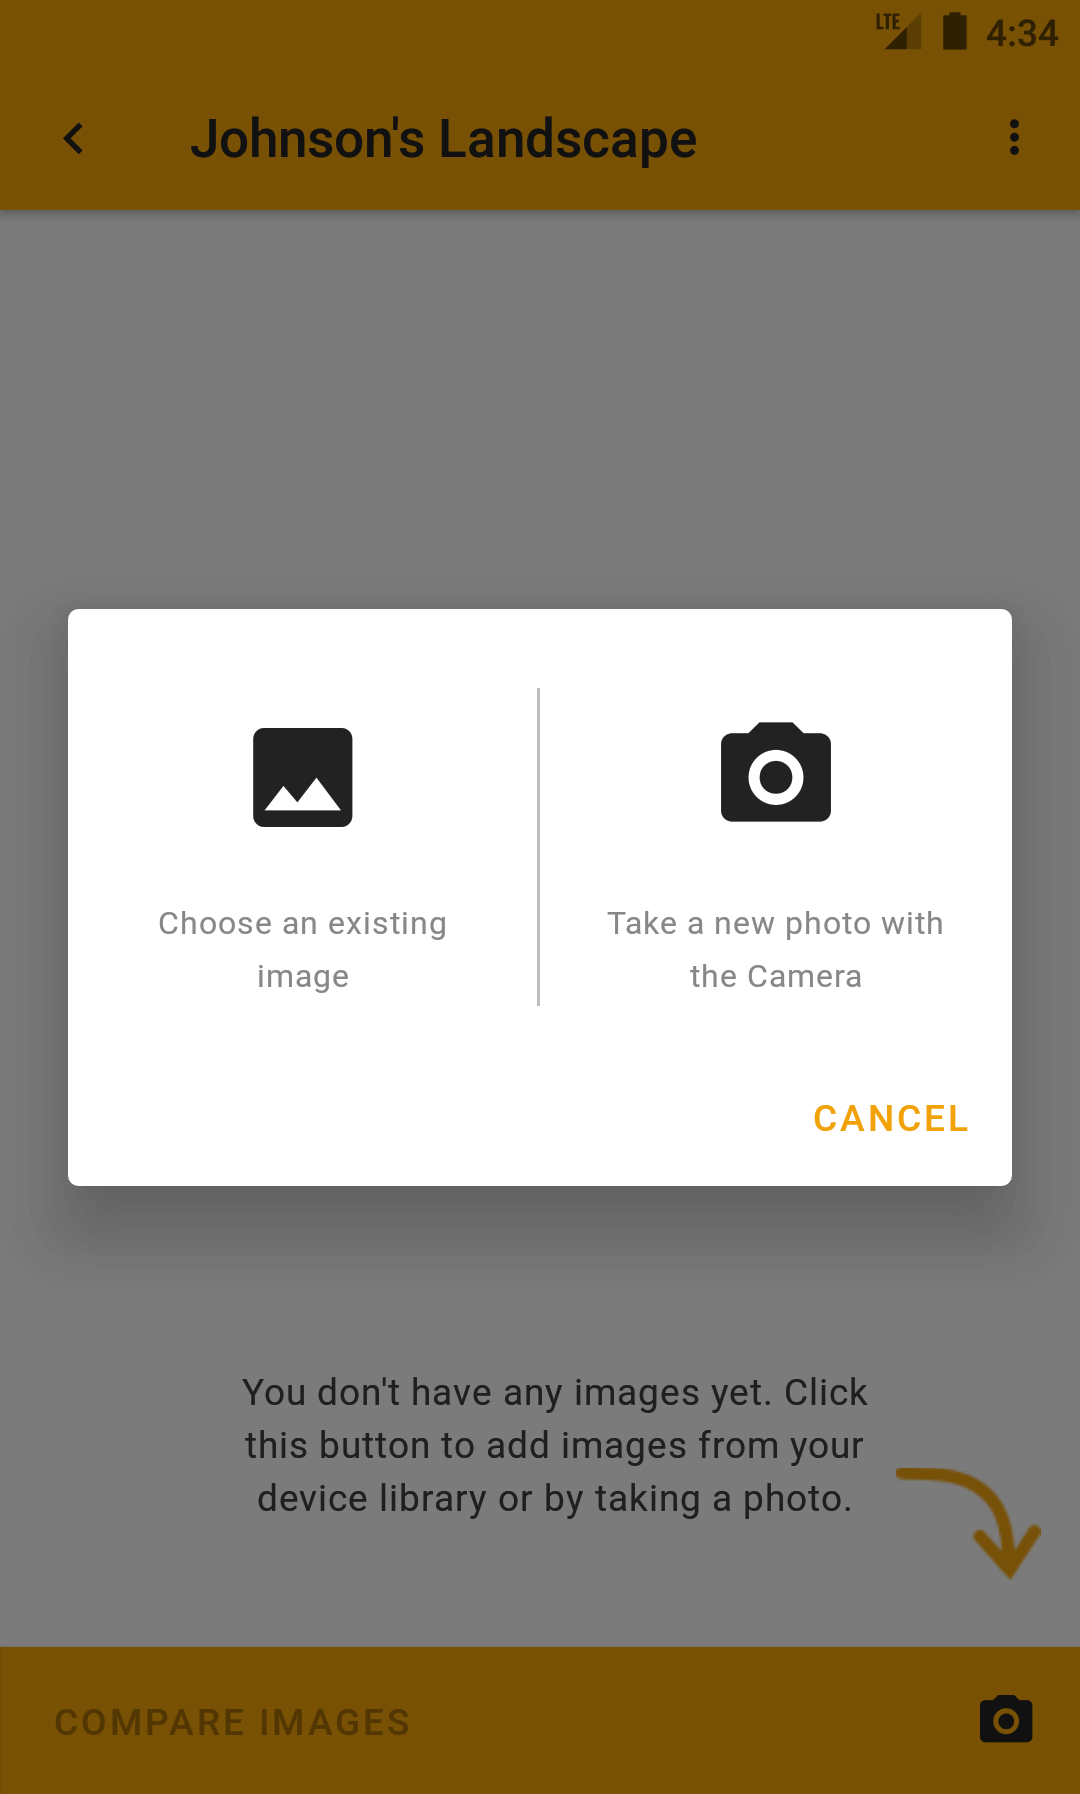 LTE 4:34
Johnson's Landscape
Choose an existing
image
Take a new photo with
the Camera
CANCEL
You don't have any images yet. Click
this button to add images from your
device library or by taking a photo.
COMPARE IMAGES